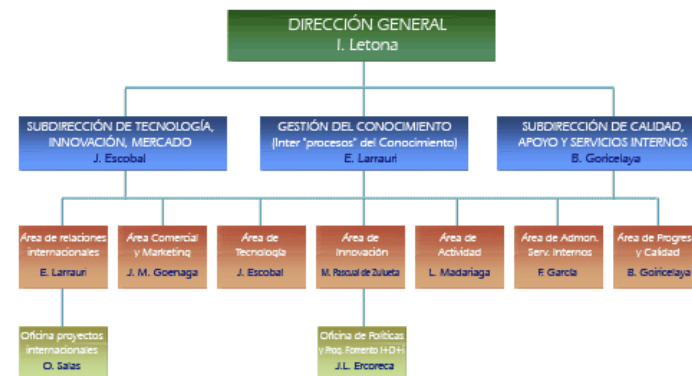 DIRECCIÓN GENERAL
I. Letona
SUBDIRECCIÓN DE TECNOLOGÍA,
INNOVACIÓN, MERCADO
J. Escobal
GESTIÓN DEL CONOCIMIENTO
(Inter "procesos" del Conocimiento)
E. Larrauri
SUBDIRECCIÓN DE CALIDAD,
APOYO Y SERVICIOS INTERNOS
B. Goricelaya
Área de relaciones
internacionales
E. Larrauri
Área Comercial
y Marketing
J. M. Goenaga
Área de
Tecnología
J. Escobal
Área de
Innovación
M. Pascual de Zulueta
Área de
Actividad
L. Madariaga
Área de Admon.
Serv. Internos
F. García
Área de Progres
y Calidad
B. Goiricelaya
Oficina proyectos
internacionales
O. Salas
Oficina de Políticas
y Prog. Fomento I+D+i
J.L. Ercoreca